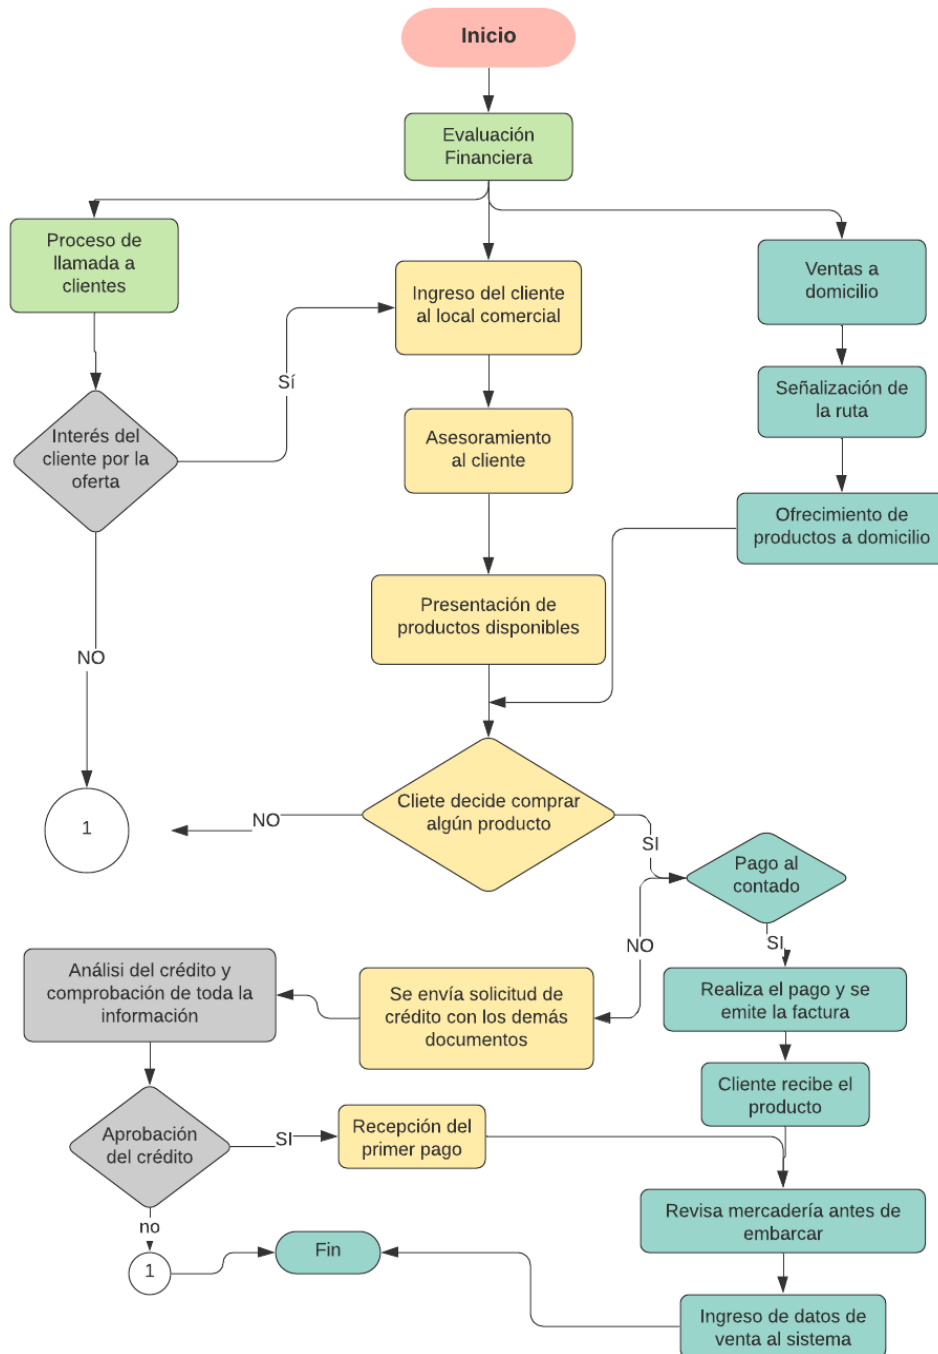 Inicio
Evaluación
Financiera
Proceso de
llamada a
clientes
Ingreso del cliente
al local comercial
Ventas a
domicilio
Sí
Señalización de
la ruta
Interés del
cliente por la
oferta
Asesoramiento
al cliente
Ofrecimiento de
productos a domicilio
Presentación de
productos disponibles
NO
Cliete decide comprar
algún producto
NO
1
SI
Pago al
contado
NO
SI
Análisi del crédito y
comprobación de toda la
información
Se envía solicitud de
crédito con los demás
documentos
Realiza el pago y se
emite la factura
Cliente recibe el
producto
Aprobación
del crédito
SI
Recepción del
primer pago
no
Revisa mercadería antes de
embarcar
1
Fin
Ingreso de datos de
venta al sistema